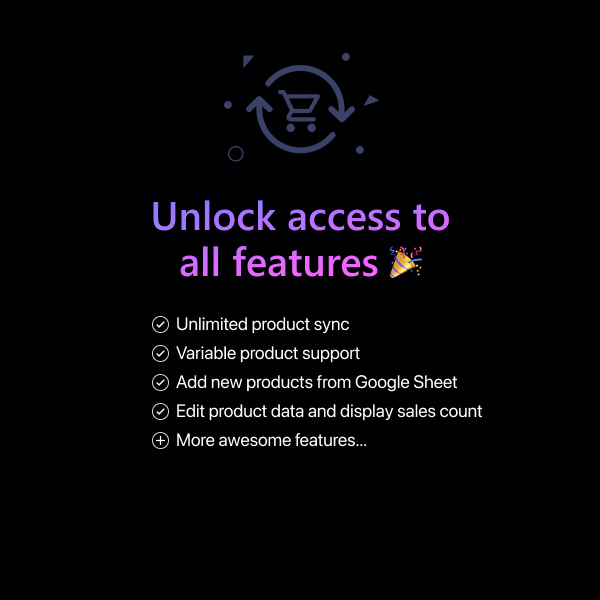 Unlock access to
all features 🎉
Unlimited product sync
Variable product support
Add new products from Google Sheet
Edit product data and display sales count
More awesome features...